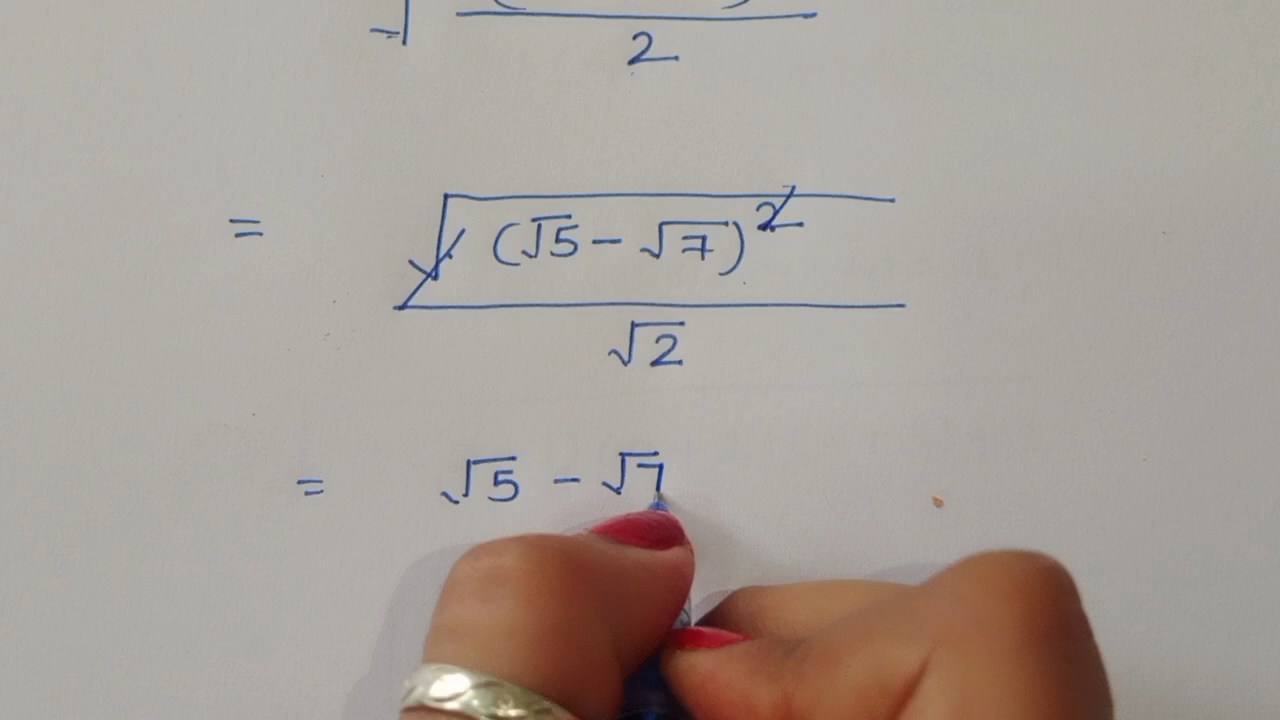 2
= √(√5 - √7)²
√2
= √5 - √7